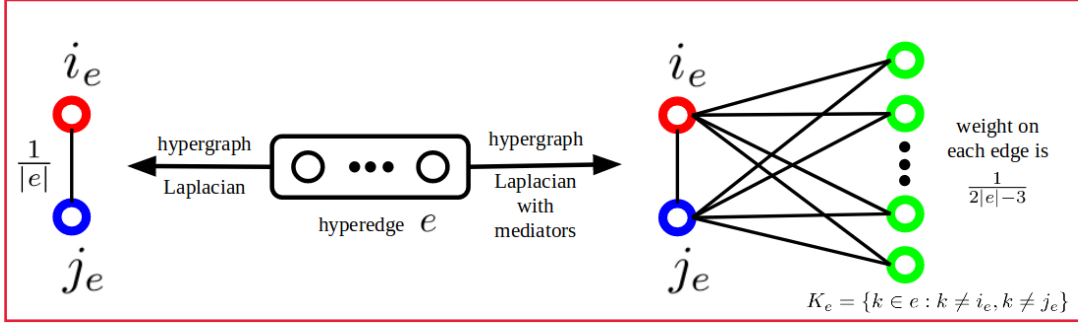 i_e
1/|e|
j_e
hypergraph
Laplacian
hyperedge e
hypergraph
Laplacian
with
mediators
i_e
j_e
weight on
each edge is
1/(2|e|−3)
K_e = {k ∈ e : k ≠ i_e, k ≠ j_e}